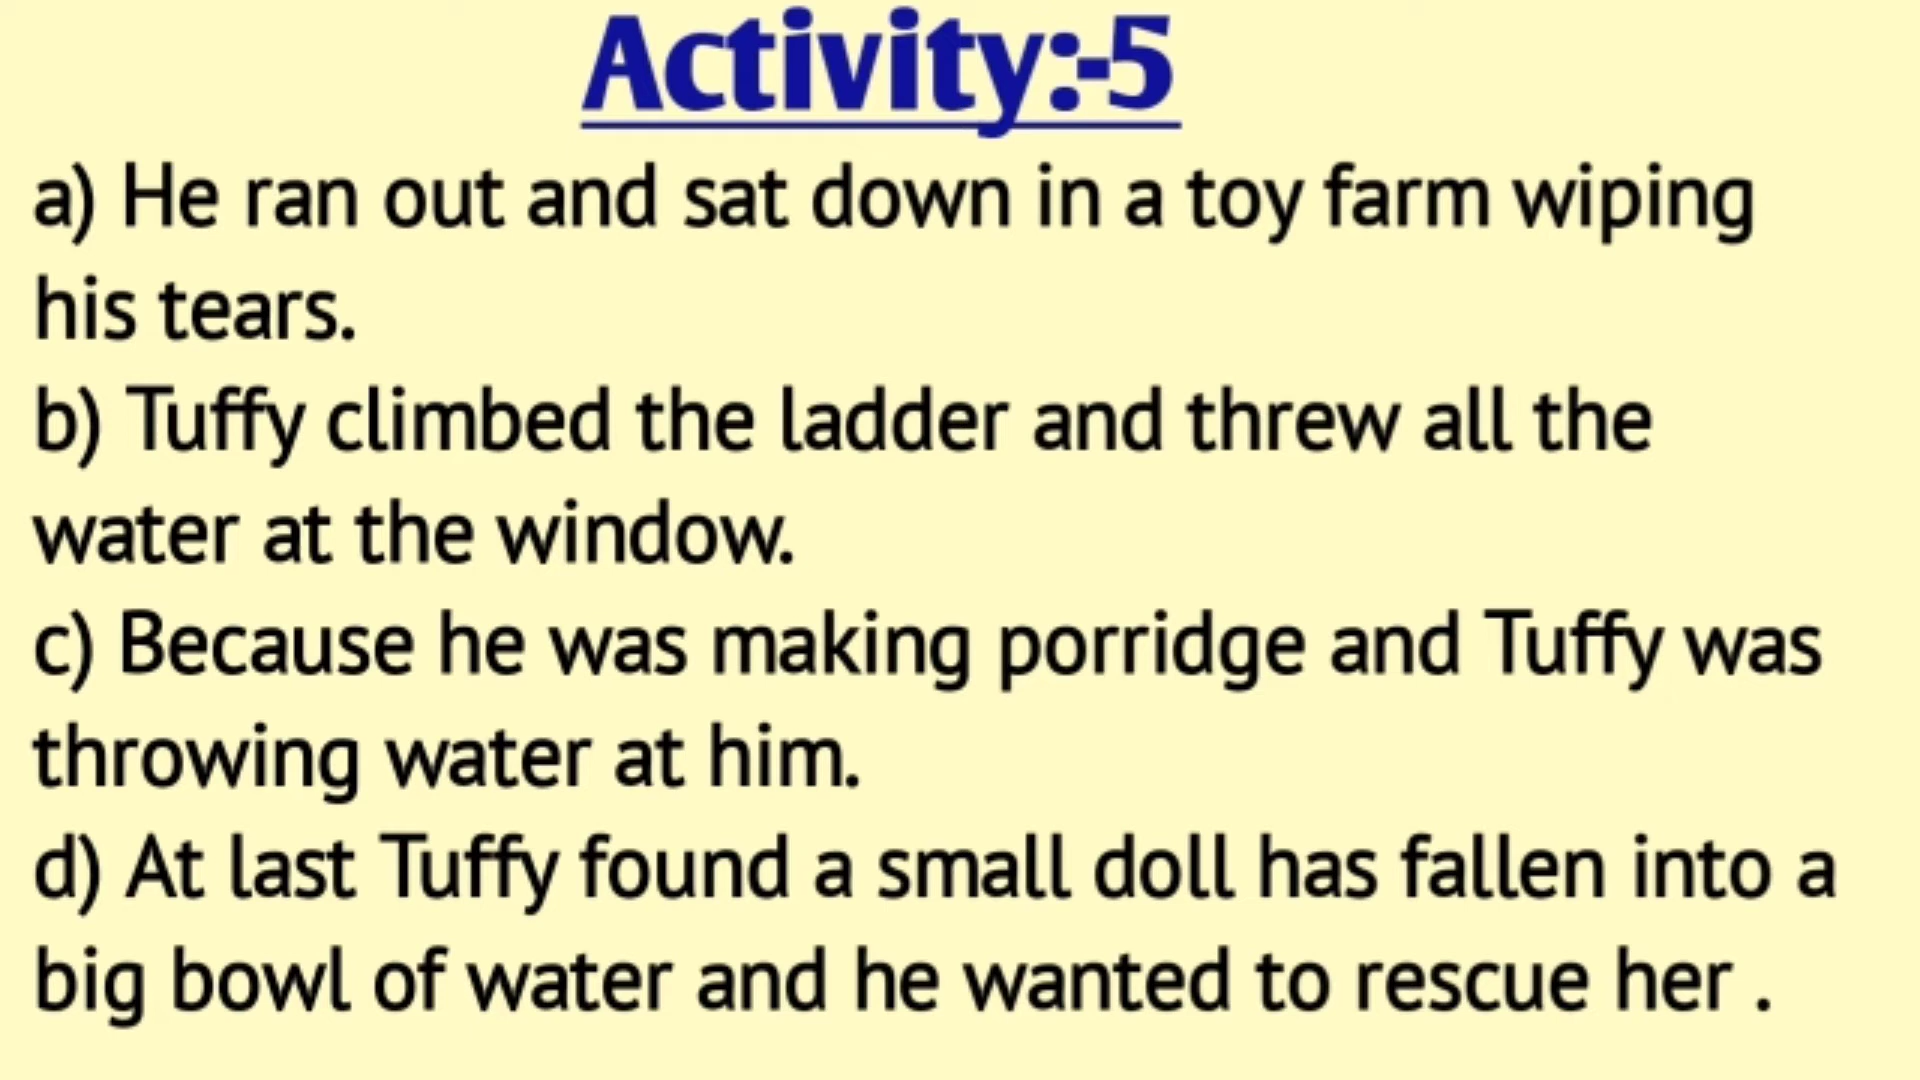 Activity:-5
a) He ran out and sat down in a toy farm wiping
his tears.
b) Tuffy climbed the ladder and threw all the
water at the window.
c) Because he was making porridge and Tuffy was
throwing water at him.
d) At last Tuffy found a small doll has fallen into a
big bowl of water and he wanted to rescue her .